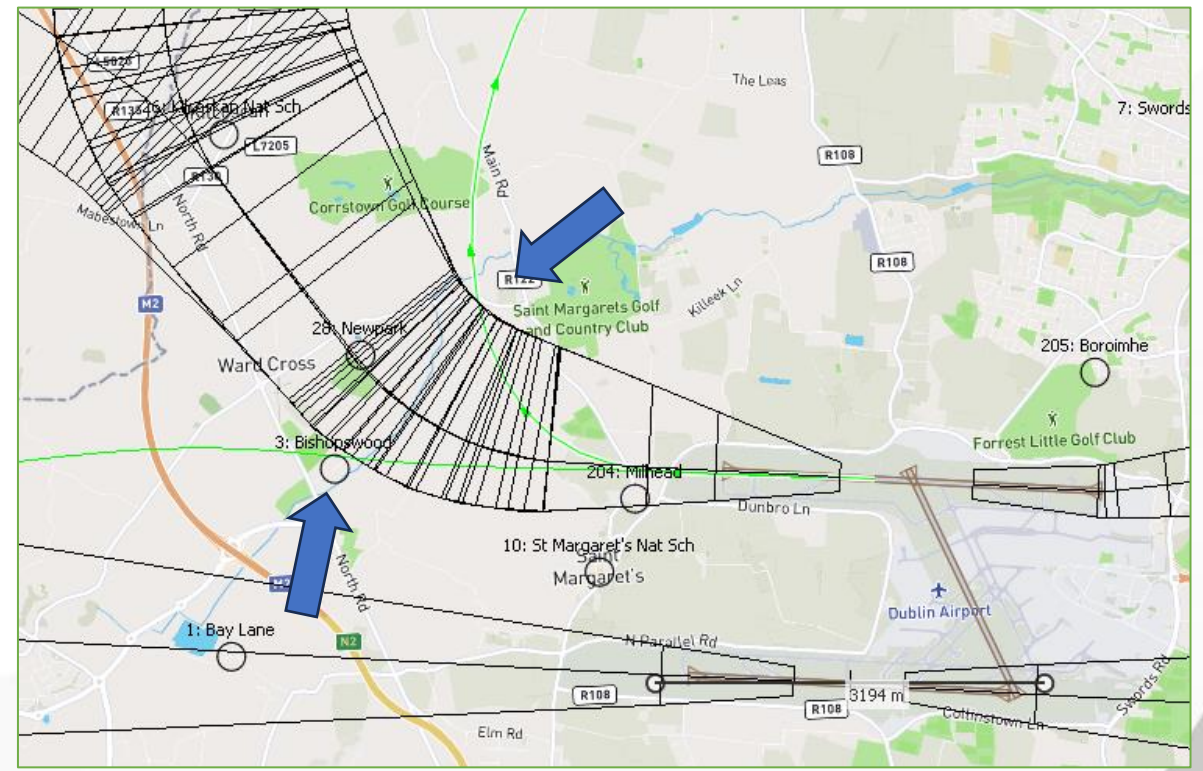 The Leas
7: Swords
L5026
R135
6: Kilcoskan Nat Sch
L7205
R130
R108
Main Rd
Corrstown Golf Course
Mabestown Ln
North Rd
R108
M2
R122
Saint Margarets Golf
and Country Club
Killeek Ln
28: Newpark
Ward Cross
205: Boroimhe
3: Bishopswood
Forrest Little Golf Club
204: Milhead
Dunbro Ln
10: St Margaret's Nat Sch
Saint
Margaret's
M2
North Rd
Dublin Airport
1: Bay Lane
N2
N Parallel Rd
Swords Rd
R108
3194 m
R108
Collinstown Ln
Elm Rd